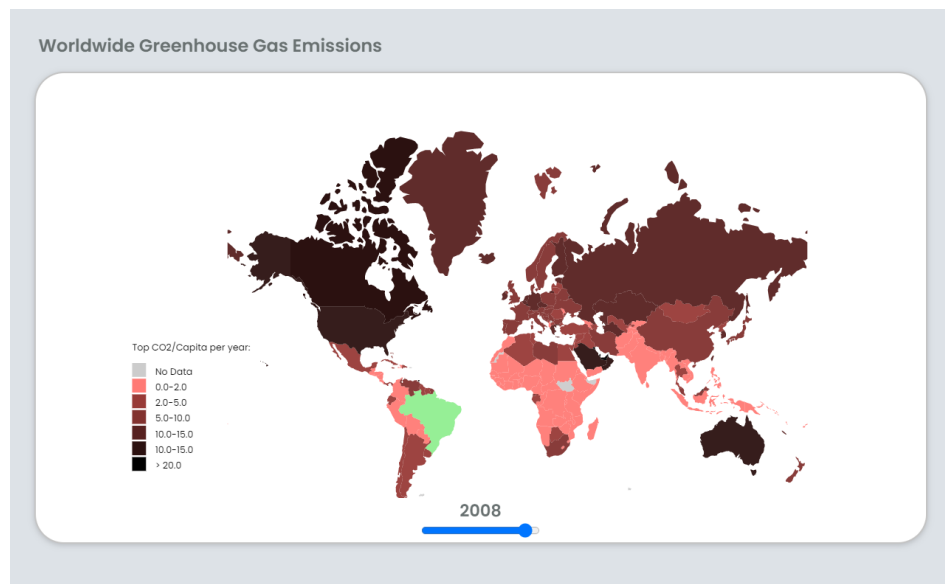 Worldwide Greenhouse Gas Emissions
Top CO2/Capita per year:
No Data
0.0-2.0
2.0-5.0
5.0-10.0
10.0-15.0
10.0-15.0
> 20.0
2008